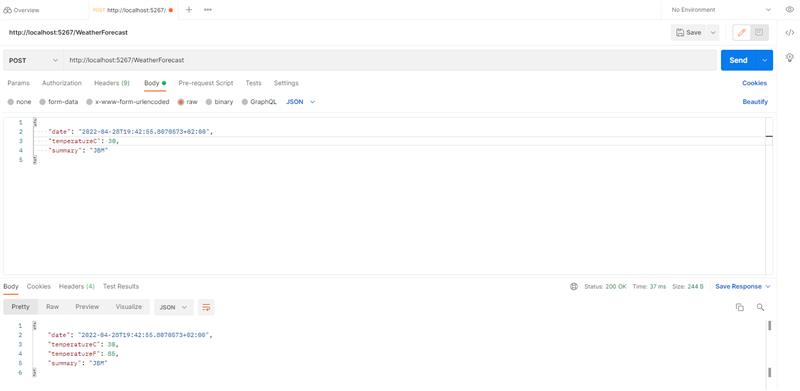 Overview
POST http://localhost:5267/
No Environment
http://localhost:5267/WeatherForecast
Save
POST http://localhost:5267/WeatherForecast Send
Params Authorization Headers (9) Body Pre-request Script Tests Settings Cookies
none form-data x-www-form-urlencoded raw binary GraphQL JSON Beautify
1 {
2 "date": "2022-04-28T19:42:55.8070573+02:00",
3 "temperatureC": 30,
4 "summary": "JBM"
5 }
Body Cookies Headers (4) Test Results Status: 200 OK Time: 37 ms Size: 244 B Save Response
Pretty Raw Preview Visualize JSON
1 {
2 "date": "2022-04-28T19:42:55.8070573+02:00",
3 "temperatureC": 30,
4 "temperatureF": 85,
5 "summary": "JBM"
6 }